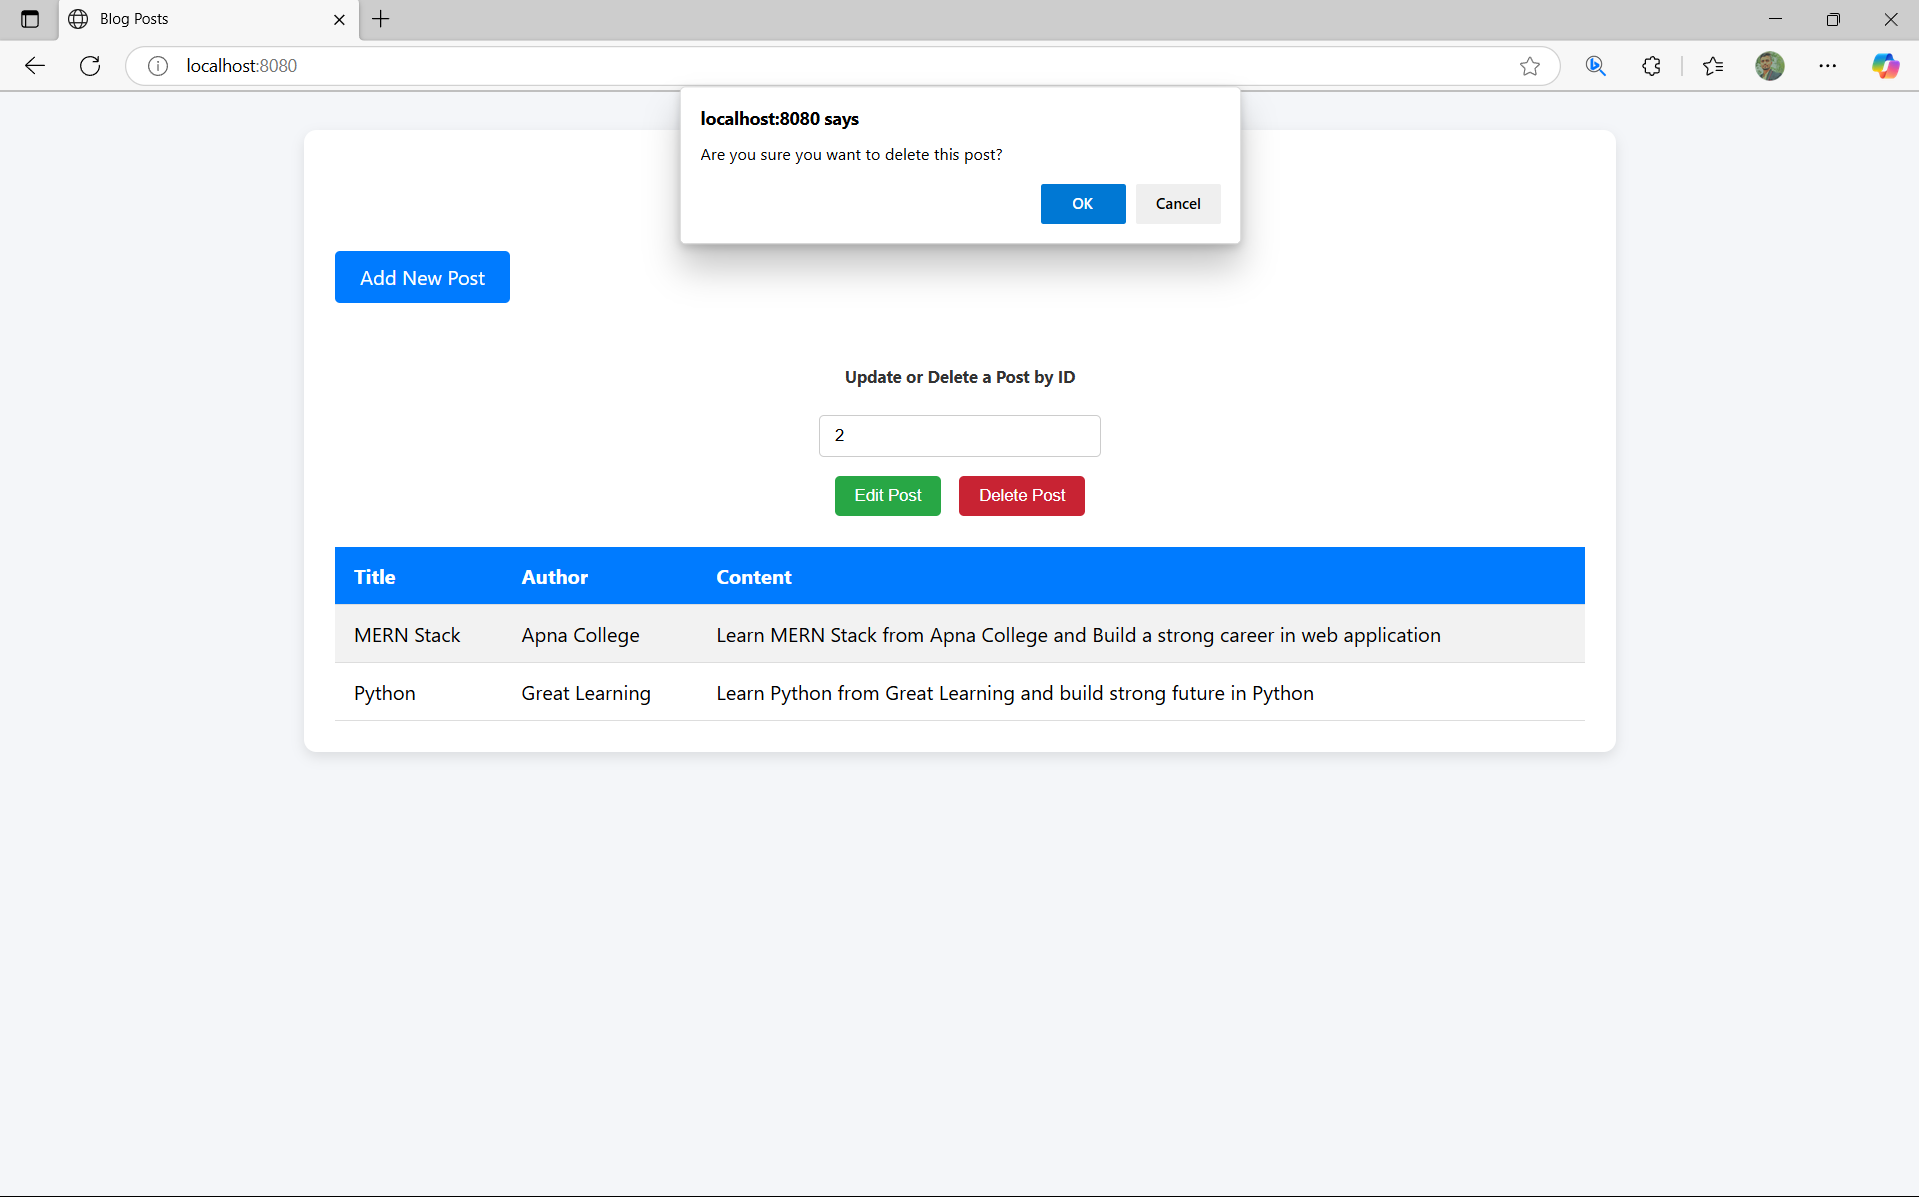 Blog Posts
localhost:8080
localhost:8080 says
Are you sure you want to delete this post?
OK Cancel
Add New Post
Update or Delete a Post by ID
2
Edit Post Delete Post
Title Author Content
MERN Stack Apna College Learn MERN Stack from Apna College and Build a strong career in web application
Python Great Learning Learn Python from Great Learning and build strong future in Python